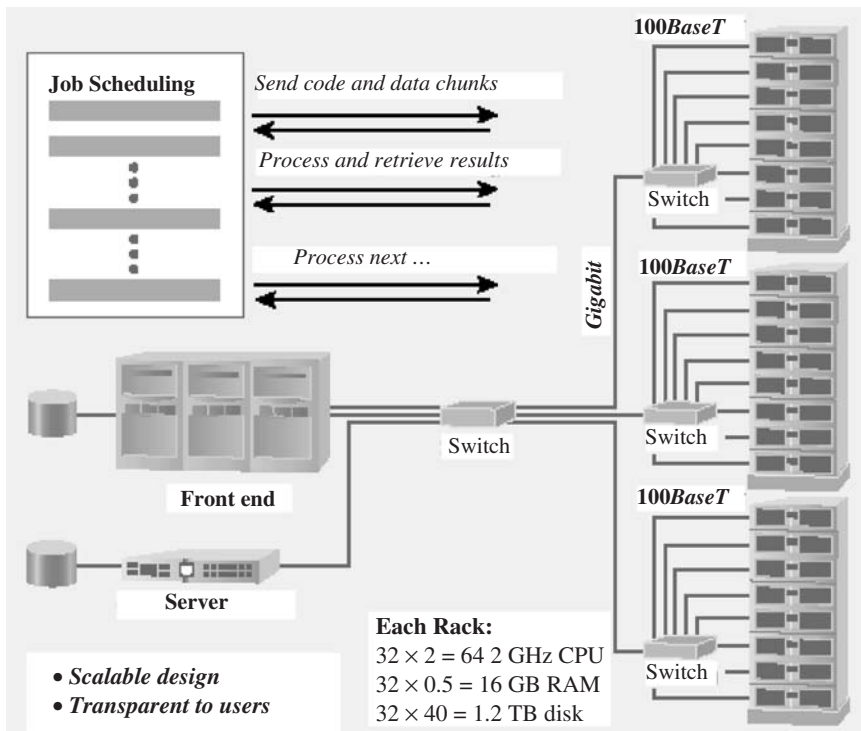 100BaseT
Job Scheduling
Send code and data chunks
Process and retrieve results
Process next …
Switch
Gigabit
100BaseT
Switch
Switch
Front end
100BaseT
Server
Each Rack:
32 × 2 = 64 2 GHz CPU
32 × 0.5 = 16 GB RAM
32 × 40 = 1.2 TB disk
Switch
• Scalable design
• Transparent to users